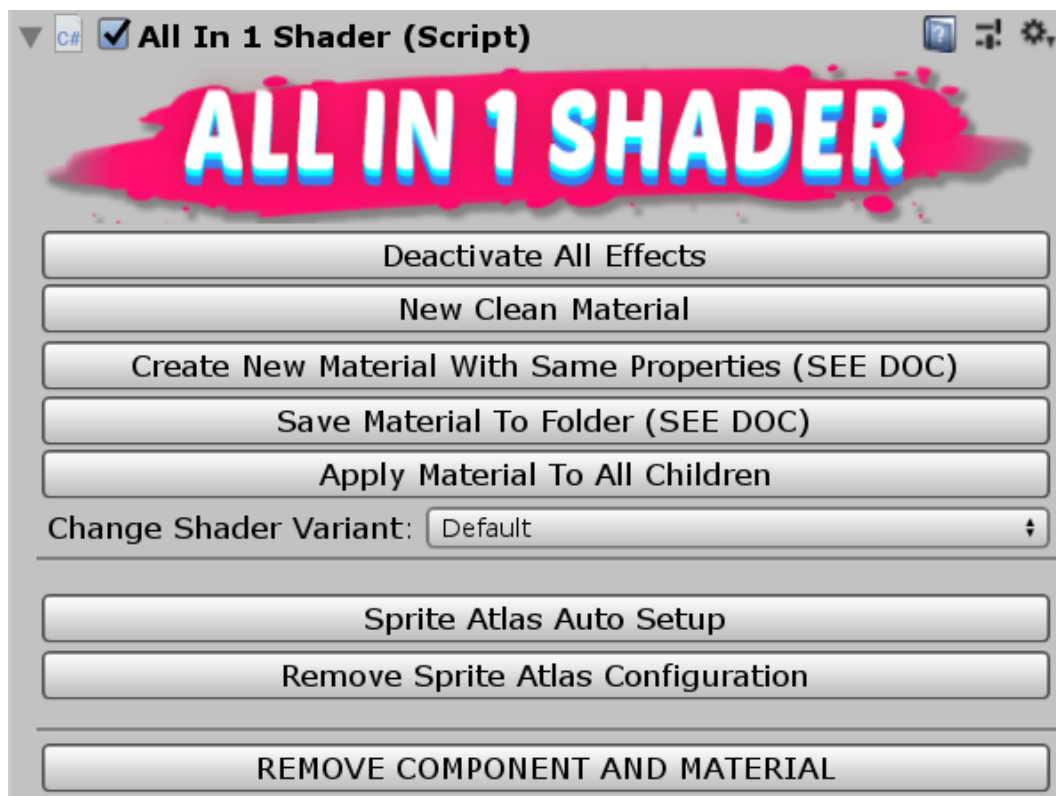 C#
All In 1 Shader (Script)
?
ALL IN 1 SHADER
Deactivate All Effects
New Clean Material
Create New Material With Same Properties (SEE DOC)
Save Material To Folder (SEE DOC)
Apply Material To All Children
Change Shader Variant: Default
Sprite Atlas Auto Setup
Remove Sprite Atlas Configuration
REMOVE COMPONENT AND MATERIAL